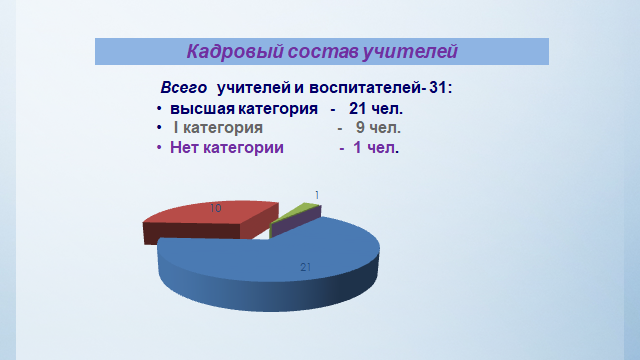 Кадровый состав учителей
Всего учителей и воспитателей- 31:
• высшая категория - 21 чел.
• I категория - 9 чел.
• Нет категории - 1 чел.
1
10
21